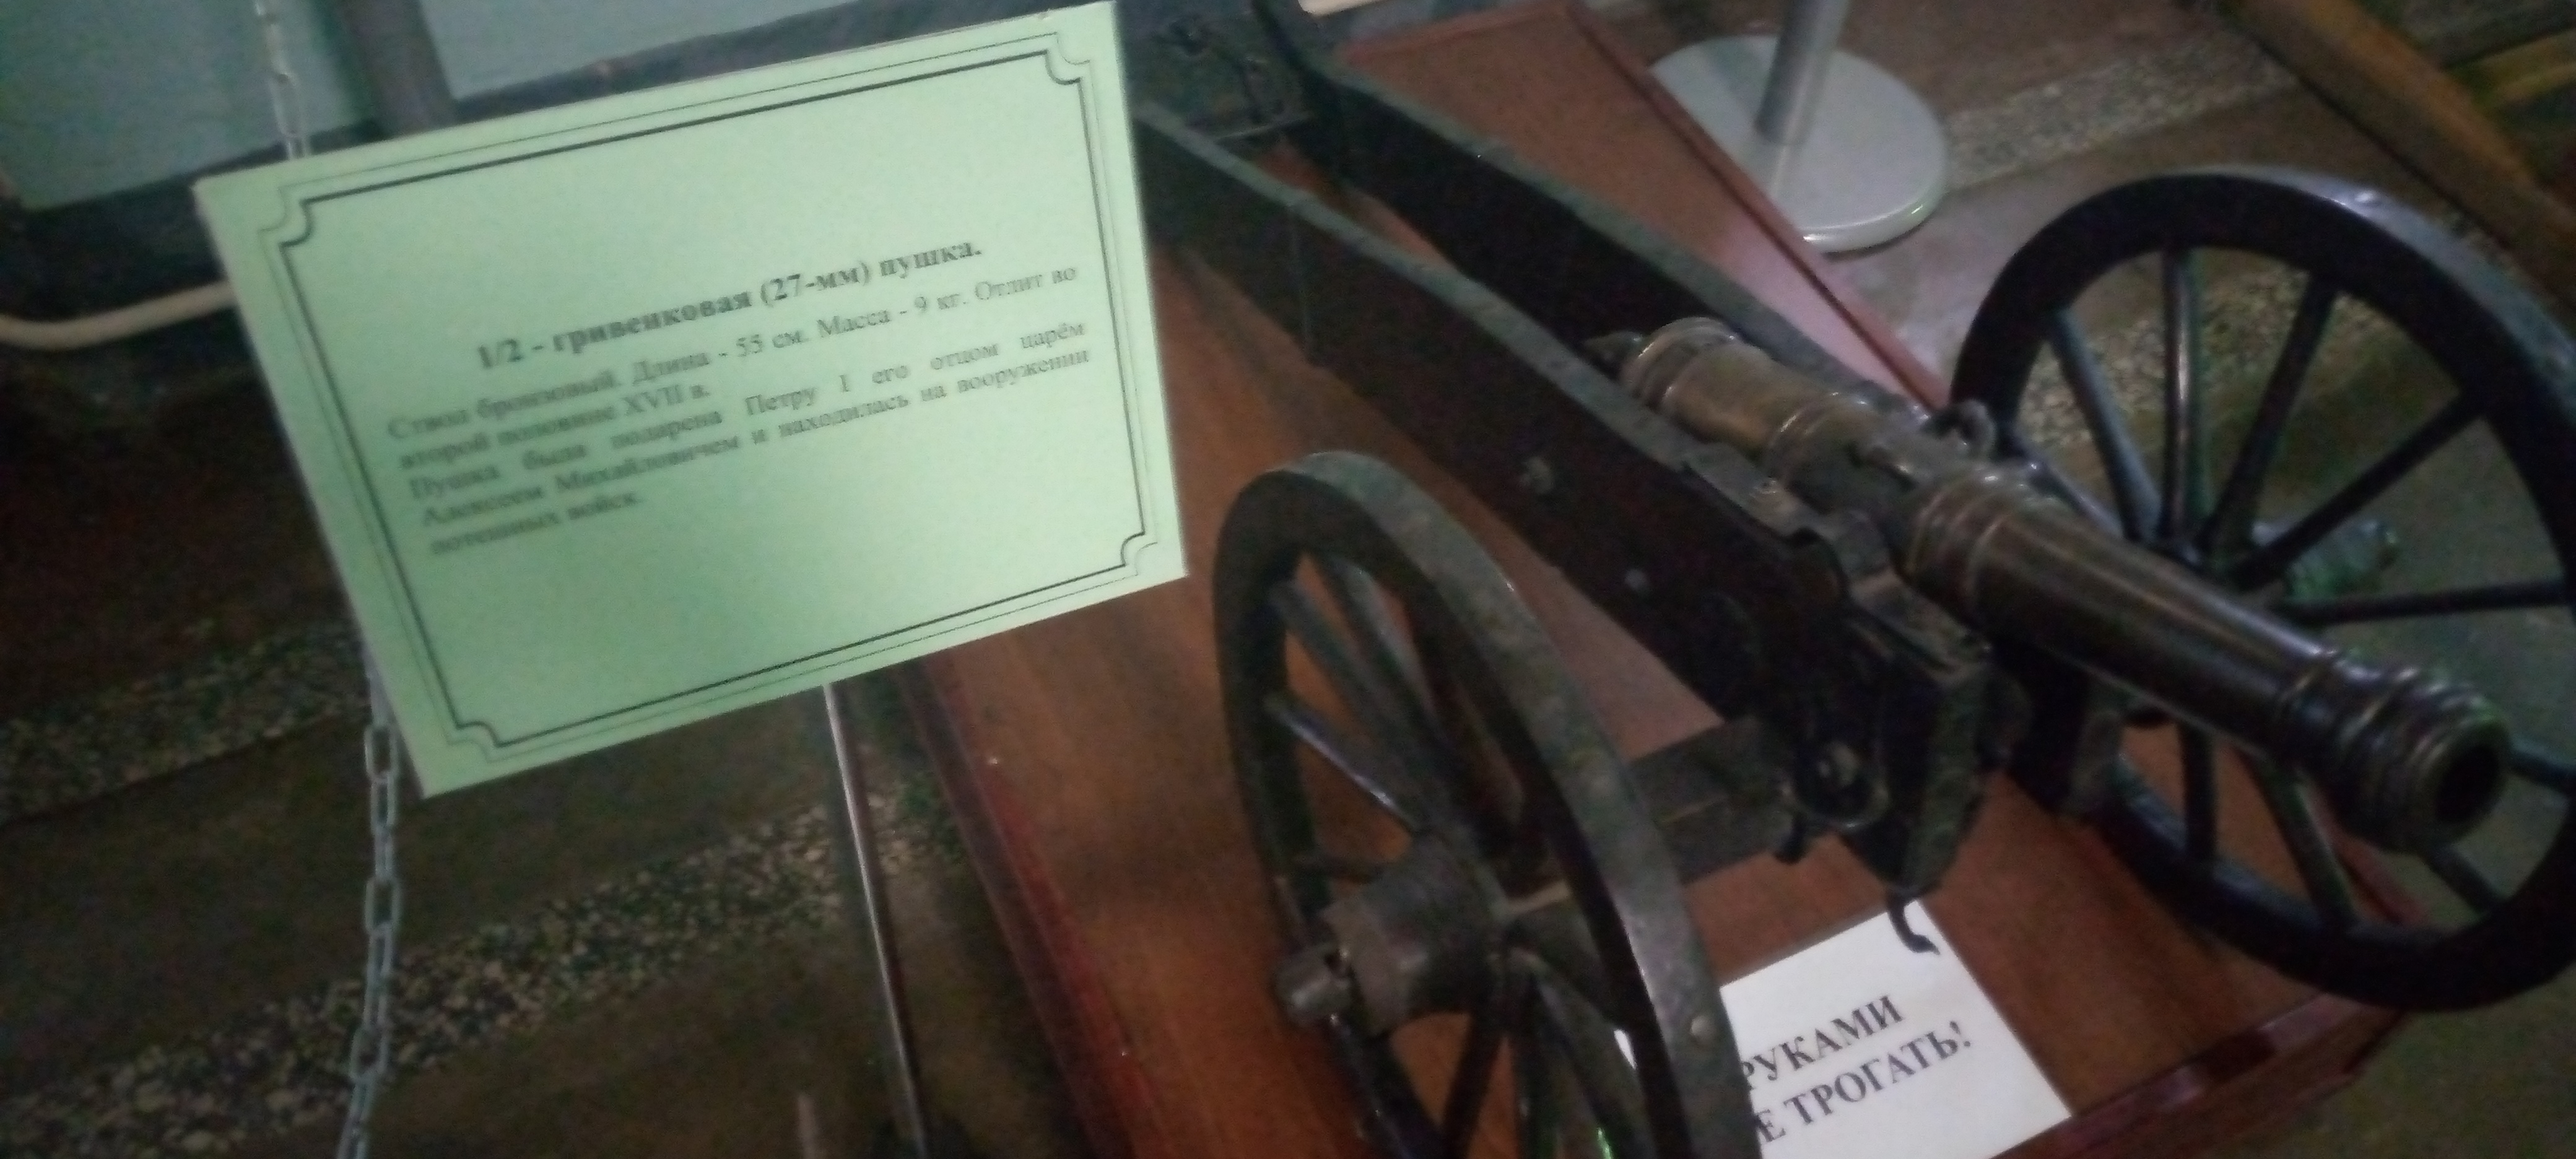 1/2 - гривенковая (27-мм) пушка.
Ствол бронзовый. Длина - 55 см. Масса - 9 кг. Отлит во
второй половине XVII в.
Пушка была подарена Петру I его отцом царём
Алексеем Михайловичем и находилась на вооружении
потешных войск.
РУКАМИ
Е ТРОГАТЬ!